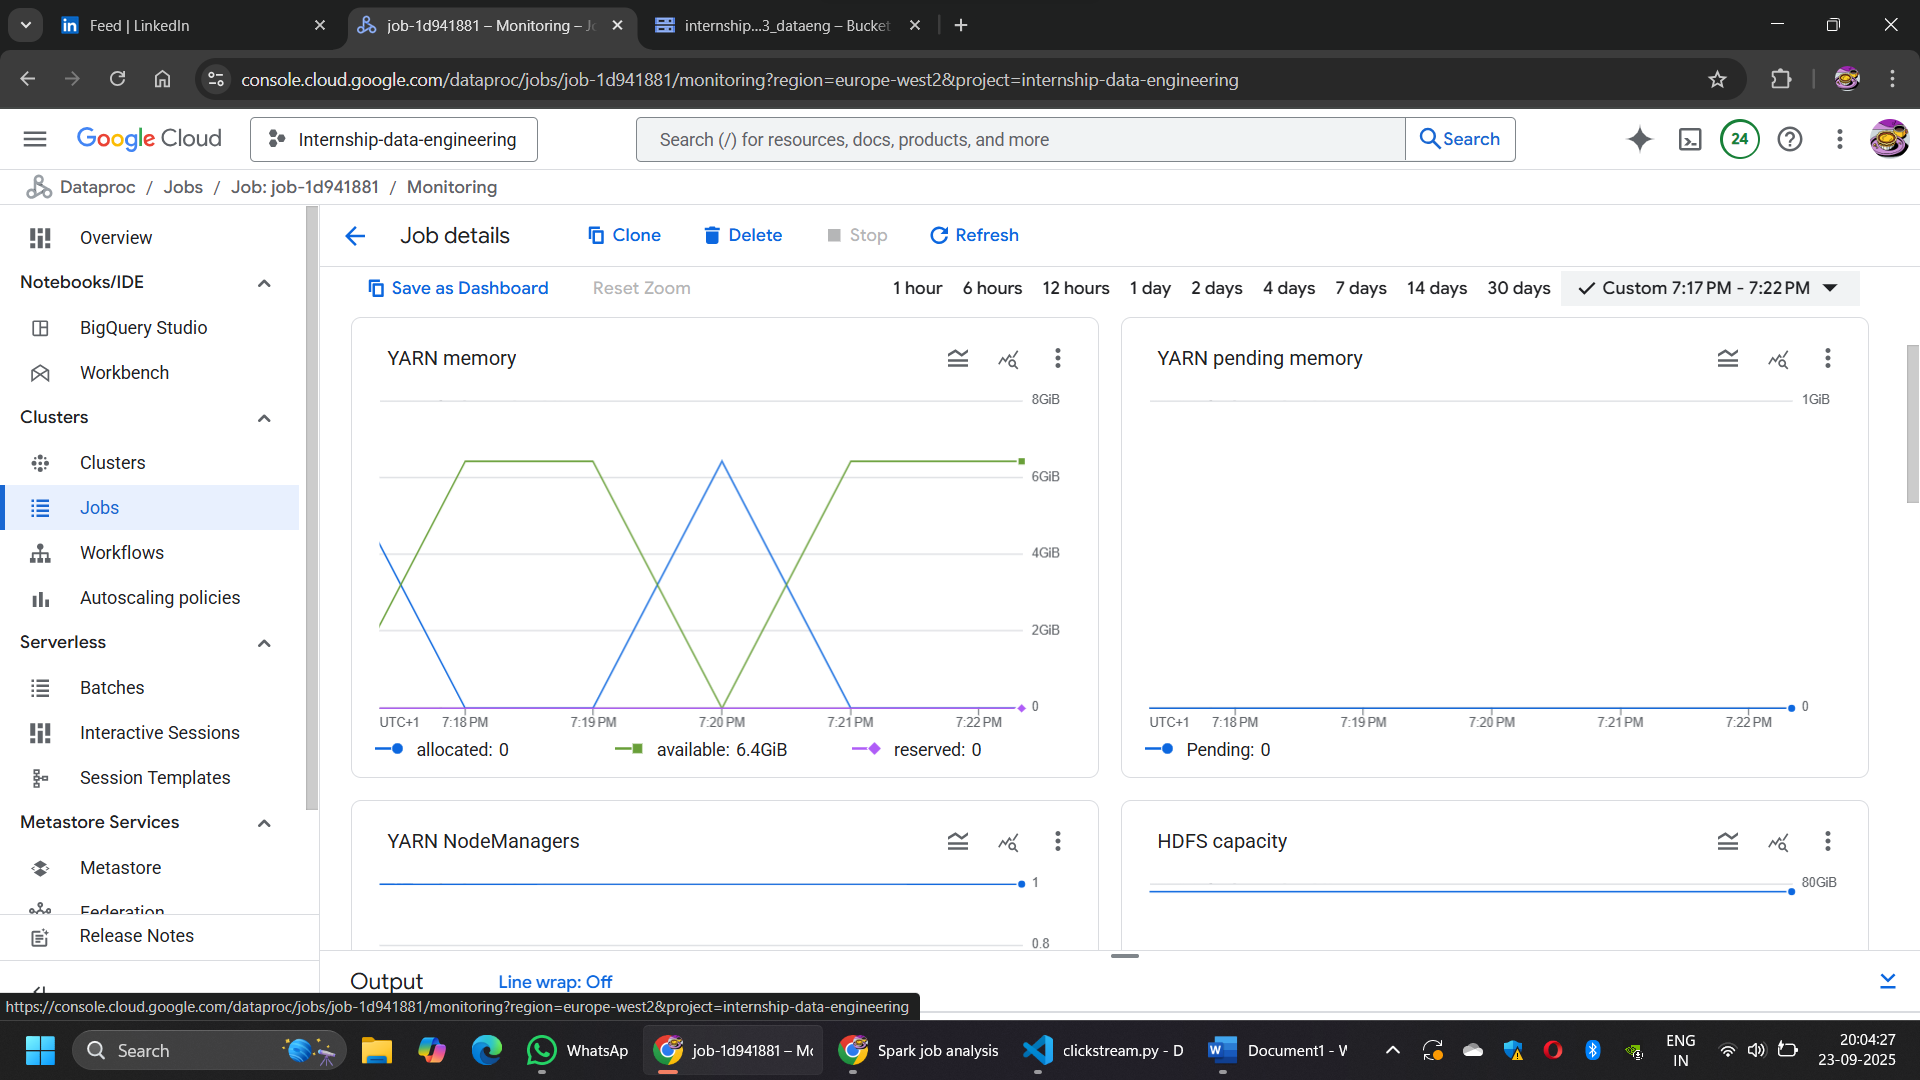 Feed | LinkedIn
job-1d941881 – Monitoring – Jo
internship...3_dataeng – Bucket
console.cloud.google.com/dataproc/jobs/job-1d941881/monitoring?region=europe-west2&project=internship-data-engineering
Google Cloud
Internship-data-engineering
Search (/) for resources, docs, products, and more
Search
24
Dataproc / Jobs / Job: job-1d941881 / Monitoring
Overview
Notebooks/IDE
BigQuery Studio
Workbench
Clusters
Clusters
Jobs
Workflows
Autoscaling policies
Serverless
Batches
Interactive Sessions
Session Templates
Metastore Services
Metastore
Federation
Release Notes
Job details
Clone
Delete
Stop
Refresh
Save as Dashboard
Reset Zoom
1 hour
6 hours
12 hours
1 day
2 days
4 days
7 days
14 days
30 days
Custom 7:17 PM - 7:22 PM
YARN memory
8GiB
6GiB
4GiB
2GiB
0
UTC+1 7:18 PM 7:19 PM 7:20 PM 7:21 PM 7:22 PM
allocated: 0 available: 6.4GiB reserved: 0
YARN pending memory
1GiB
0
UTC+1 7:18 PM 7:19 PM 7:20 PM 7:21 PM 7:22 PM
Pending: 0
YARN NodeManagers
1
0.8
HDFS capacity
80GiB
Output
Line wrap: Off
https://console.cloud.google.com/dataproc/jobs/job-1d941881/monitoring?region=europe-west2&project=internship-data-engineering
Search
WhatsApp
job-1d941881 – Mo
Spark job analysis
clickstream.py - D
Document1 - W
ENG
IN
20:04:27
23-09-2025